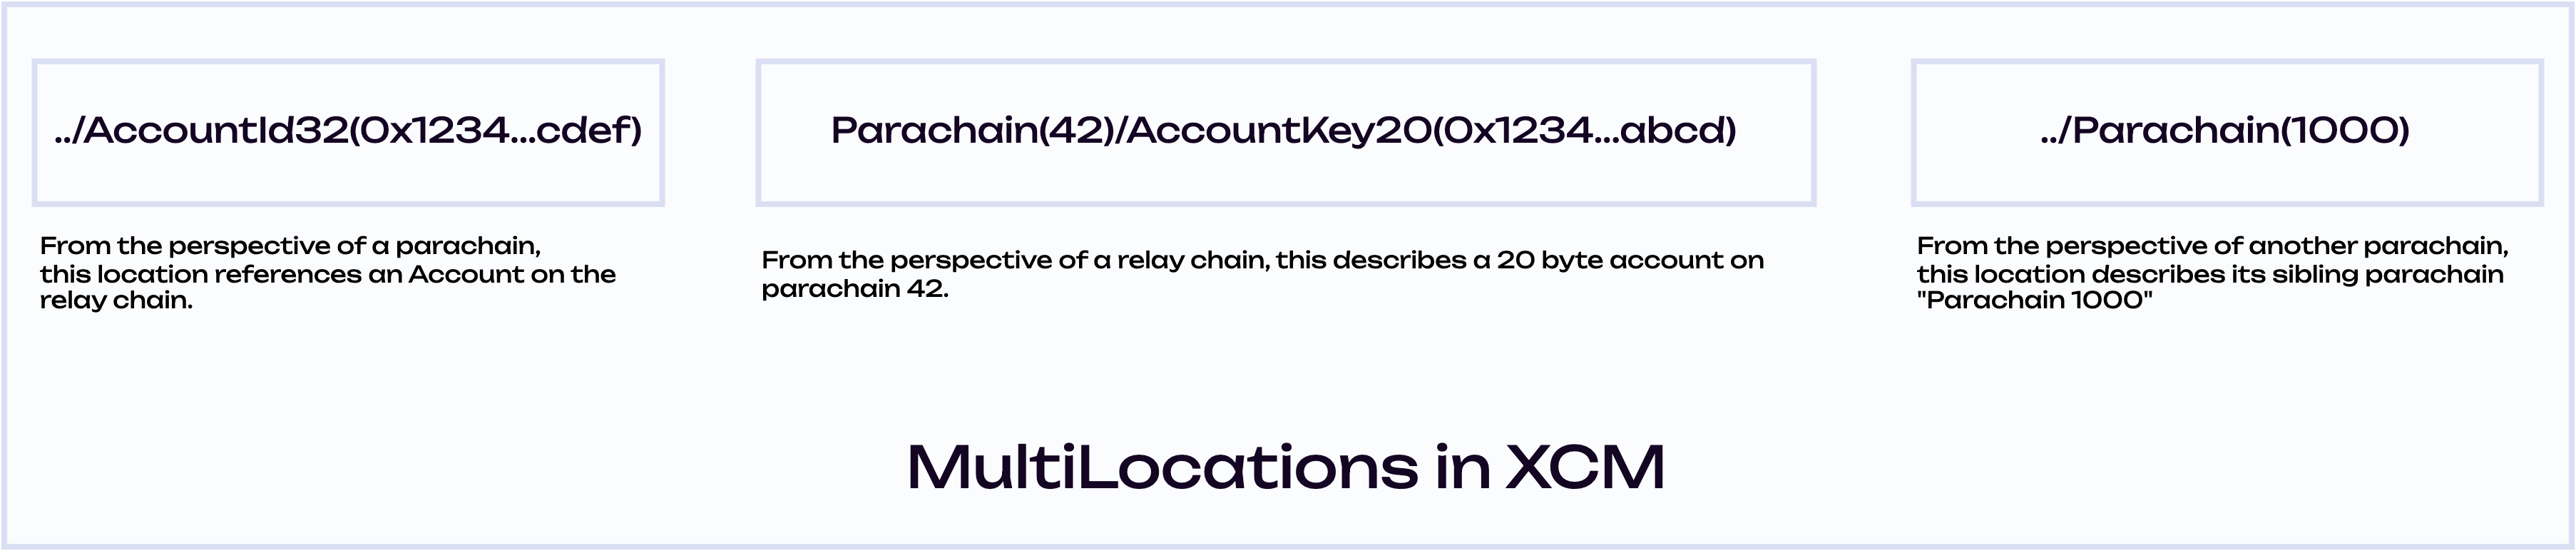 ../AccountId32(0x1234...cdef)
From the perspective of a parachain,
this location references an Account on the
relay chain.
Parachain(42)/AccountKey20(0x1234...abcd)
From the perspective of a relay chain, this describes a 20 byte account on
parachain 42.
../Parachain(1000)
From the perspective of another parachain,
this location describes its sibling parachain
"Parachain 1000"
MultiLocations in XCM